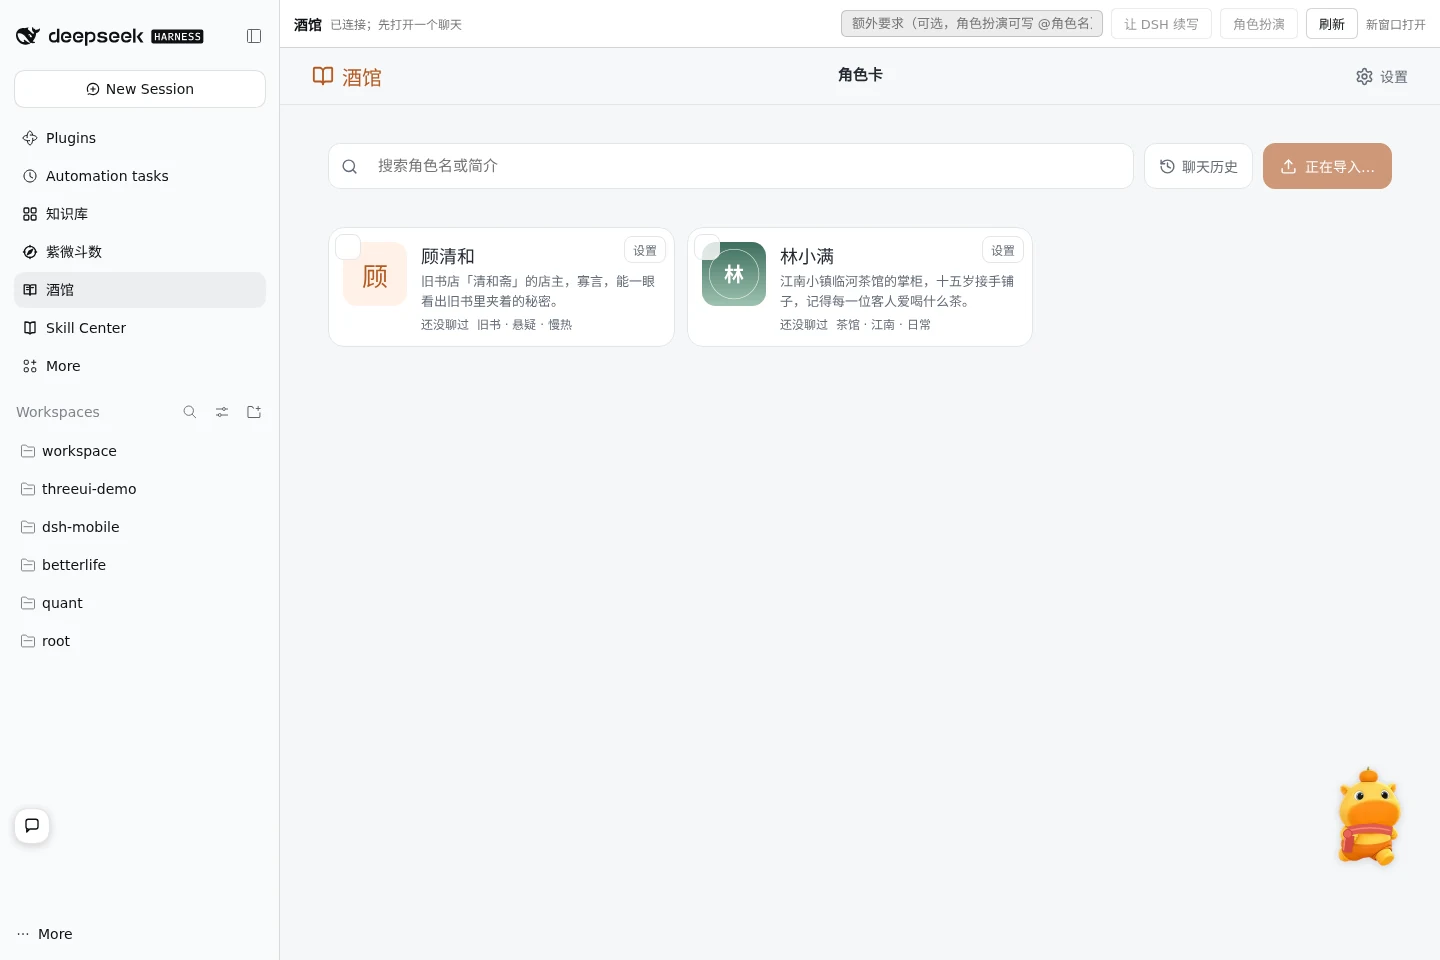 deepseek HARNESS
New Session
Plugins
Automation tasks
知识库
紫微斗数
酒馆
Skill Center
More
Workspaces
workspace
threeui-demo
dsh-mobile
betterlife
quant
root
More
酒馆 已连接；先打开一个聊天
额外要求（可选，角色扮演可写 @角色名
让 DSH 续写
角色扮演
刷新
新窗口打开
酒馆
角色卡
设置
搜索角色名或简介
聊天历史
正在导入…
顾
顾清和
设置
旧书店「清和斋」的店主，寡言，能一眼
看出旧书里夹着的秘密。
还没聊过 旧书 · 悬疑 · 慢热
林
林小满
设置
江南小镇临河茶馆的掌柜，十五岁接手铺
子，记得每一位客人爱喝什么茶。
还没聊过 茶馆 · 江南 · 日常